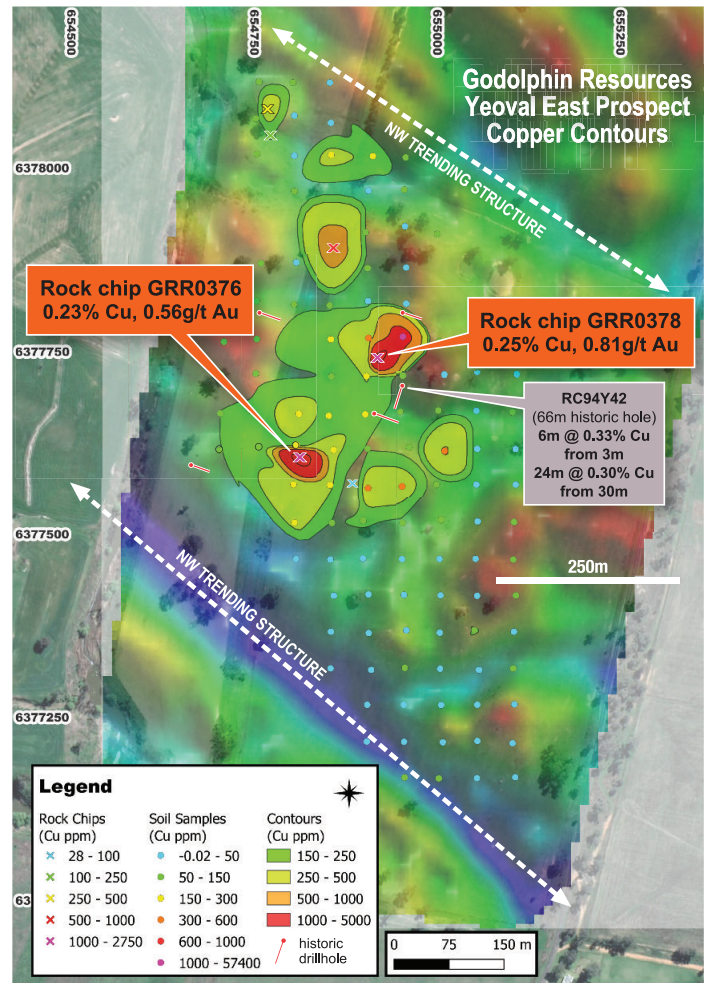 654500
654750
655000
655250
Godolphin Resources
Yeoval East Prospect
Copper Contours
NW TRENDING STRUCTURE
6378000
Rock chip GRR0376
0.23% Cu, 0.56g/t Au
Rock chip GRR0378
0.25% Cu, 0.81g/t Au
6377750
RC94Y42
(66m historic hole)
6m @ 0.33% Cu
from 3m
24m @ 0.30% Cu
from 30m
6377500
250m
NW TRENDING STRUCTURE
6377250
Legend
Rock Chips
(Cu ppm)
28 - 100
100 - 250
250 - 500
500 - 1000
1000 - 2750
Soil Samples
(Cu ppm)
-0.02 - 50
50 - 150
150 - 300
300 - 600
600 - 1000
1000 - 57400
Contours
(Cu ppm)
150 - 250
250 - 500
500 - 1000
1000 - 5000
historic
drillhole
0 75 150 m